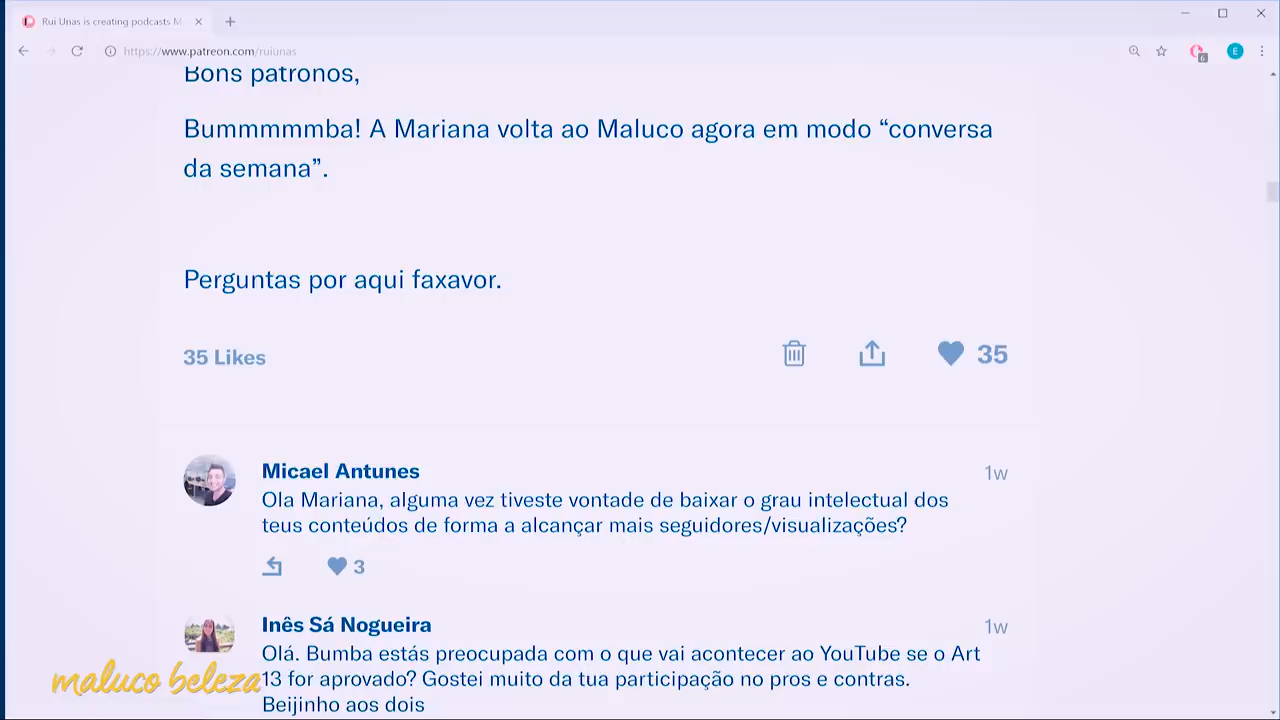 Rui Unas is creating podcasts M
https://www.patreon.com/ruiunas
6
E
Bons patronos,
Bummmmmba! A Mariana volta ao Maluco agora em modo “conversa
da semana”.
Perguntas por aqui faxavor.
35 Likes
35
Micael Antunes
1w
Ola Mariana, alguma vez tiveste vontade de baixar o grau intelectual dos
teus conteúdos de forma a alcançar mais seguidores/visualizações?
3
Inês Sá Nogueira
1w
Olá. Bumba estás preocupada com o que vai acontecer ao YouTube se o Art
13 for aprovado? Gostei muito da tua participação no pros e contras.
Beijinho aos dois
maluco beleza